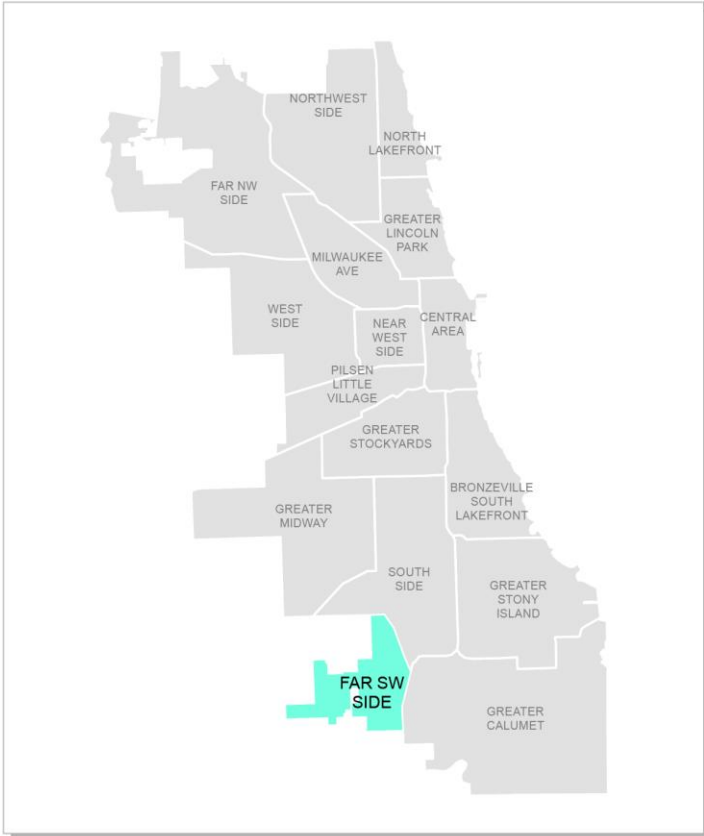 NORTHWEST
SIDE
NORTH
LAKEFRONT
FAR NW
SIDE
GREATER
LINCOLN
PARK
MILWAUKEE
AVE
WEST
SIDE
NEAR
WEST
SIDE
CENTRAL
AREA
PILSEN
LITTLE
VILLAGE
GREATER
STOCKYARDS
BRONZEVILLE
SOUTH
LAKEFRONT
GREATER
MIDWAY
SOUTH
SIDE
GREATER
STONY
ISLAND
FAR SW
SIDE
GREATER
CALUMET